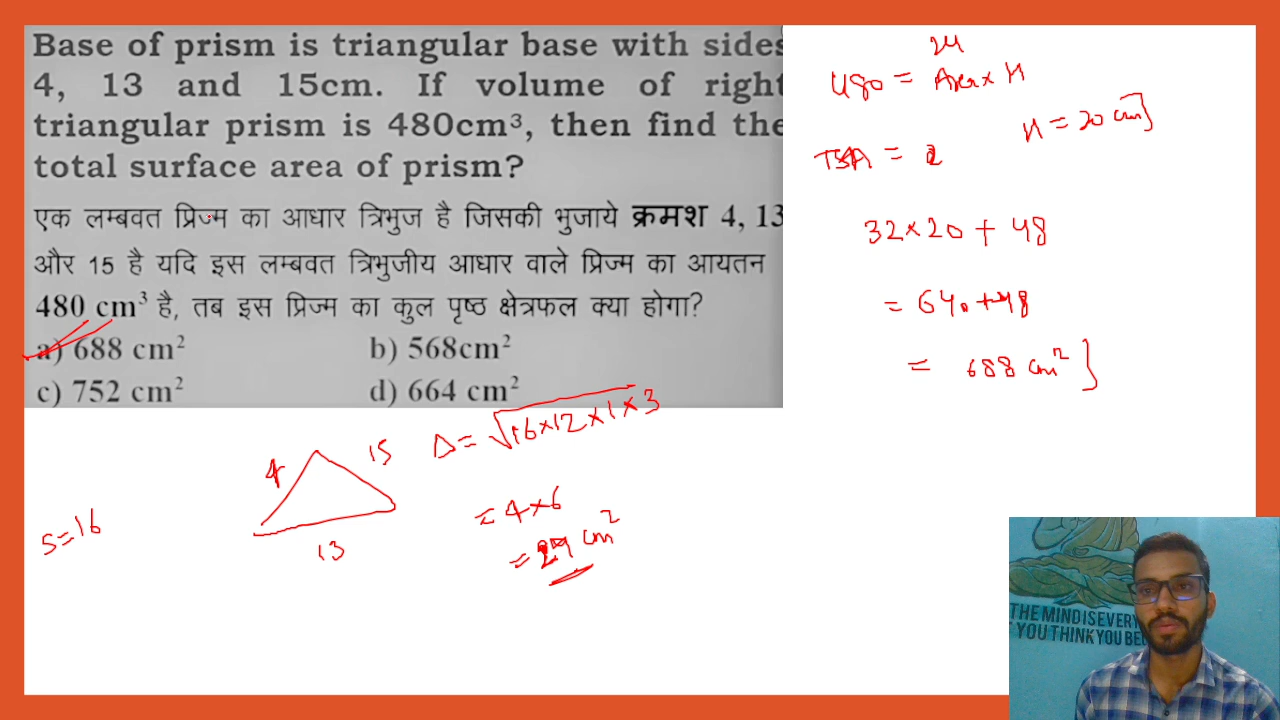 Base of prism is triangular base with sides
4, 13 and 15cm. If volume of right
triangular prism is 480cm³, then find the
total surface area of prism?
एक लम्बवत प्रिज्म का आधार त्रिभुज है जिसकी भुजाये क्रमश 4, 13
और 15 है यदि इस लम्बवत त्रिभुजीय आधार वाले प्रिज्म का आयतन
480 cm³ है, तब इस प्रिज्म का कुल पृष्ठ क्षेत्रफल क्या होगा?
a) 688 cm² b) 568cm²
c) 752 cm² d) 664 cm²
24
480 = Area × H
H = 20 cm]
TSA = 2
32×20 + 48
= 640+48
= 688 cm² ]
4
15
13
S=16
Δ = √16×12×1×3
= 4×6
= 24 cm²
THE MIND IS EVERY
YOU THINK YOU BE